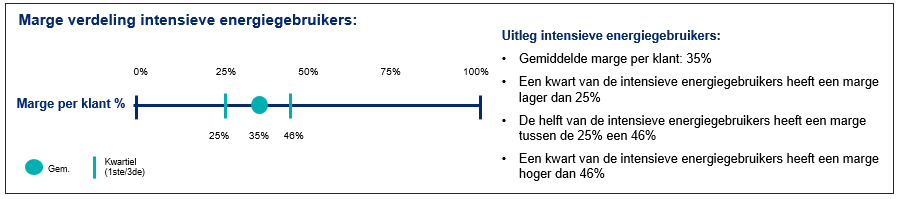 Marge verdeling intensieve energiegebruikers:
0%
25%
50%
75%
100%
Marge per klant %
25%
35%
46%
Gem.
Kwartiel
(1ste/3de)
Uitleg intensieve energiegebruikers:
• Gemiddelde marge per klant: 35%
• Een kwart van de intensieve energiegebruikers heeft een marge
lager dan 25%
• De helft van de intensieve energiegebruikers heeft een marge
tussen de 25% een 46%
• Een kwart van de intensieve energiegebruikers heeft een marge
hoger dan 46%